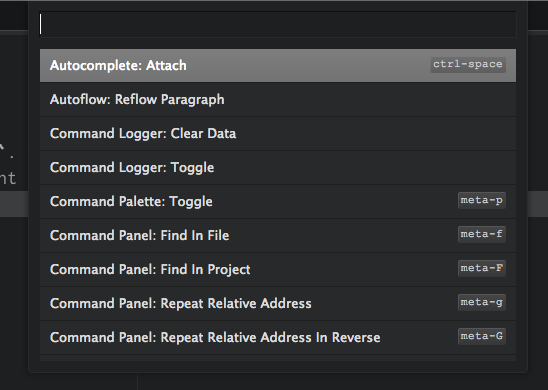 Autocomplete: Attach ctrl-space
Autoflow: Reflow Paragraph
Command Logger: Clear Data
Command Logger: Toggle
Command Palette: Toggle meta-p
Command Panel: Find In File meta-f
Command Panel: Find In Project meta-F
Command Panel: Repeat Relative Address meta-g
Command Panel: Repeat Relative Address In Reverse meta-G
nt